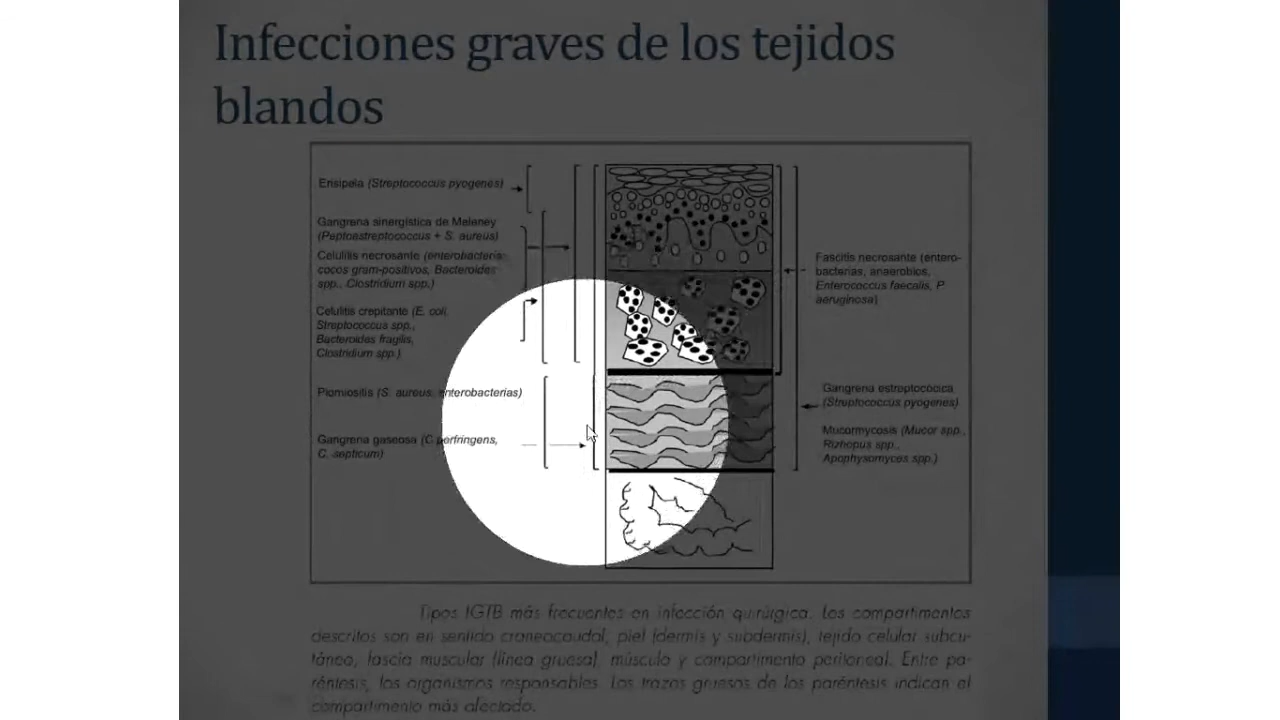 Infecciones graves de los tejidos
blandos
Erisipela (Streptococcus pyogenes)
Gangrena sinergística de Meleney
(Peptoestreptococcus + S. aureus)
Celulitis necrosante (enterobacterias,
cocos gram-positivos, Bacteroides
spp., Clostridium spp.)
Celulitis crepitante (E. coli,
Streptococcus spp.,
Bacteroides fragilis,
Clostridium spp.)
Piomiositis (S. aureus, enterobacterias)
Gangrena gaseosa (C perfringens,
C. septicum)
Fascitis necrosante (entero-
bacterias, anaerobios,
Enterococcus faecalis, P.
aeruginosa)
Gangrena estreptocócica
(Streptococcus pyogenes)
Mucormycosis (Mucor spp.,
Rizhopus spp.,
Apophysomyces spp.)
Tipos IGTB más frecuentes en infección quirúrgica. Los compartimentos
descritos son en sentido craneocaudal, piel (dermis y subdermis), tejido celular subcu-
táneo, fascia muscular (línea gruesa), músculo y compartimento peritoneal. Entre pa-
réntesis, los organismos responsables. Los trazos gruesos de los paréntesis indican el
compartimento más afectado.